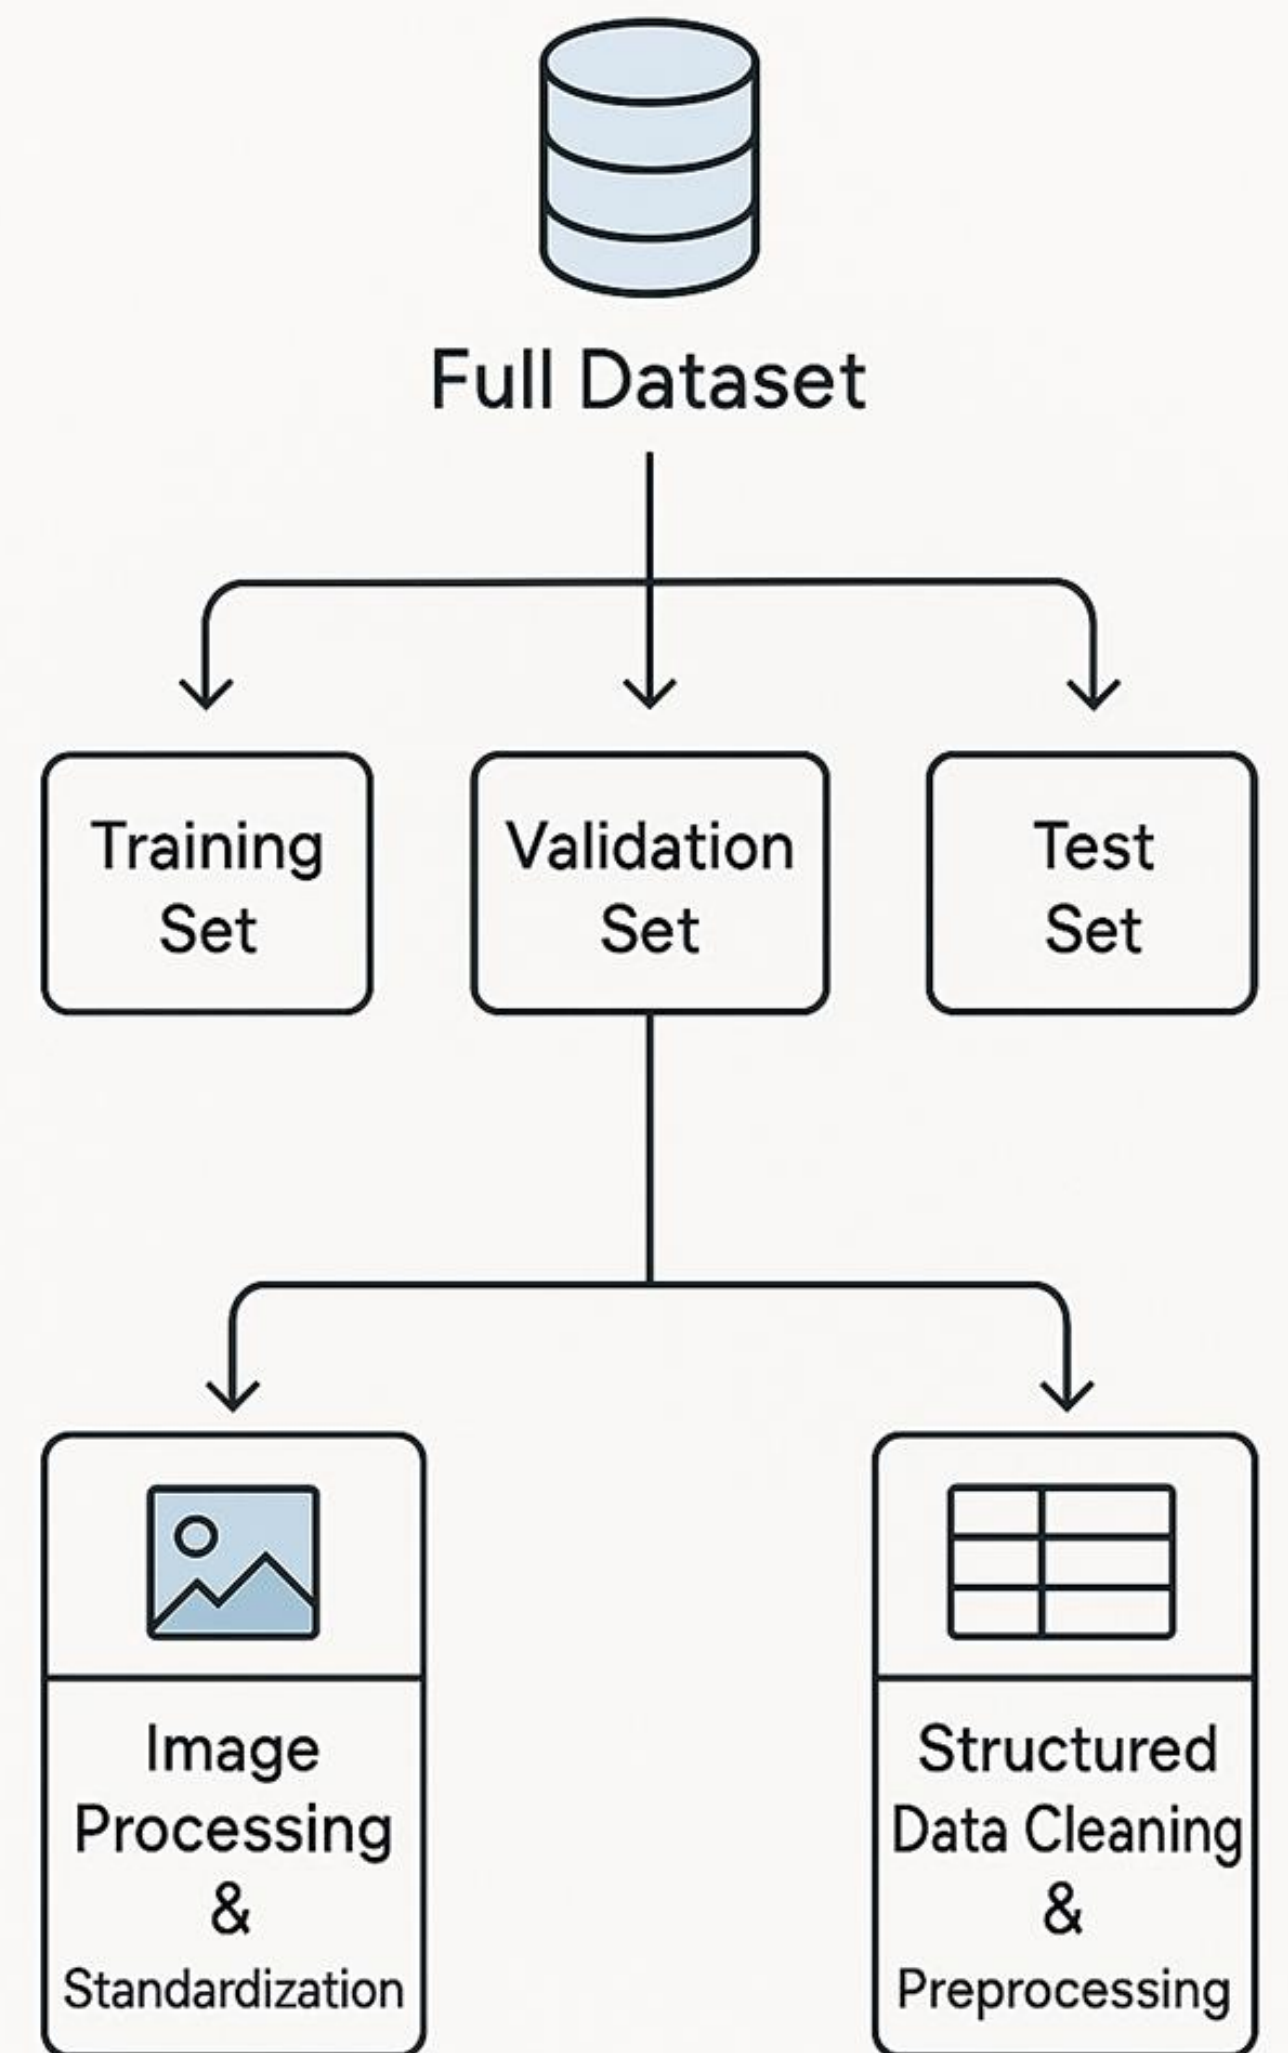 Full Dataset
Training
Set
Validation
Set
Test
Set
Image
Processing
&
Standardization
Structured
Data Cleaning
&
Preprocessing